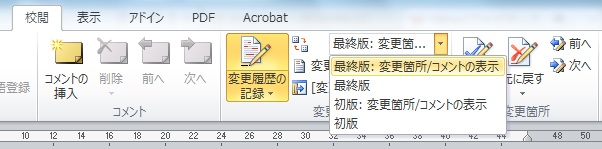 校閲 表示 アドイン PDF Acrobat
語登録
コメントの
挿入
削除
前へ
次へ
コメント
変更履歴の
記録
最終版: 変更箇...
変更
[変
最終版: 変更箇所/コメントの表示
最終版
初版: 変更箇所/コメントの表示
初版
変
元に戻す
前へ
次へ
更箇所
10 12 14 16 18 20 22 24 26 28 30 32 34 36 38 40 42 44 48 50